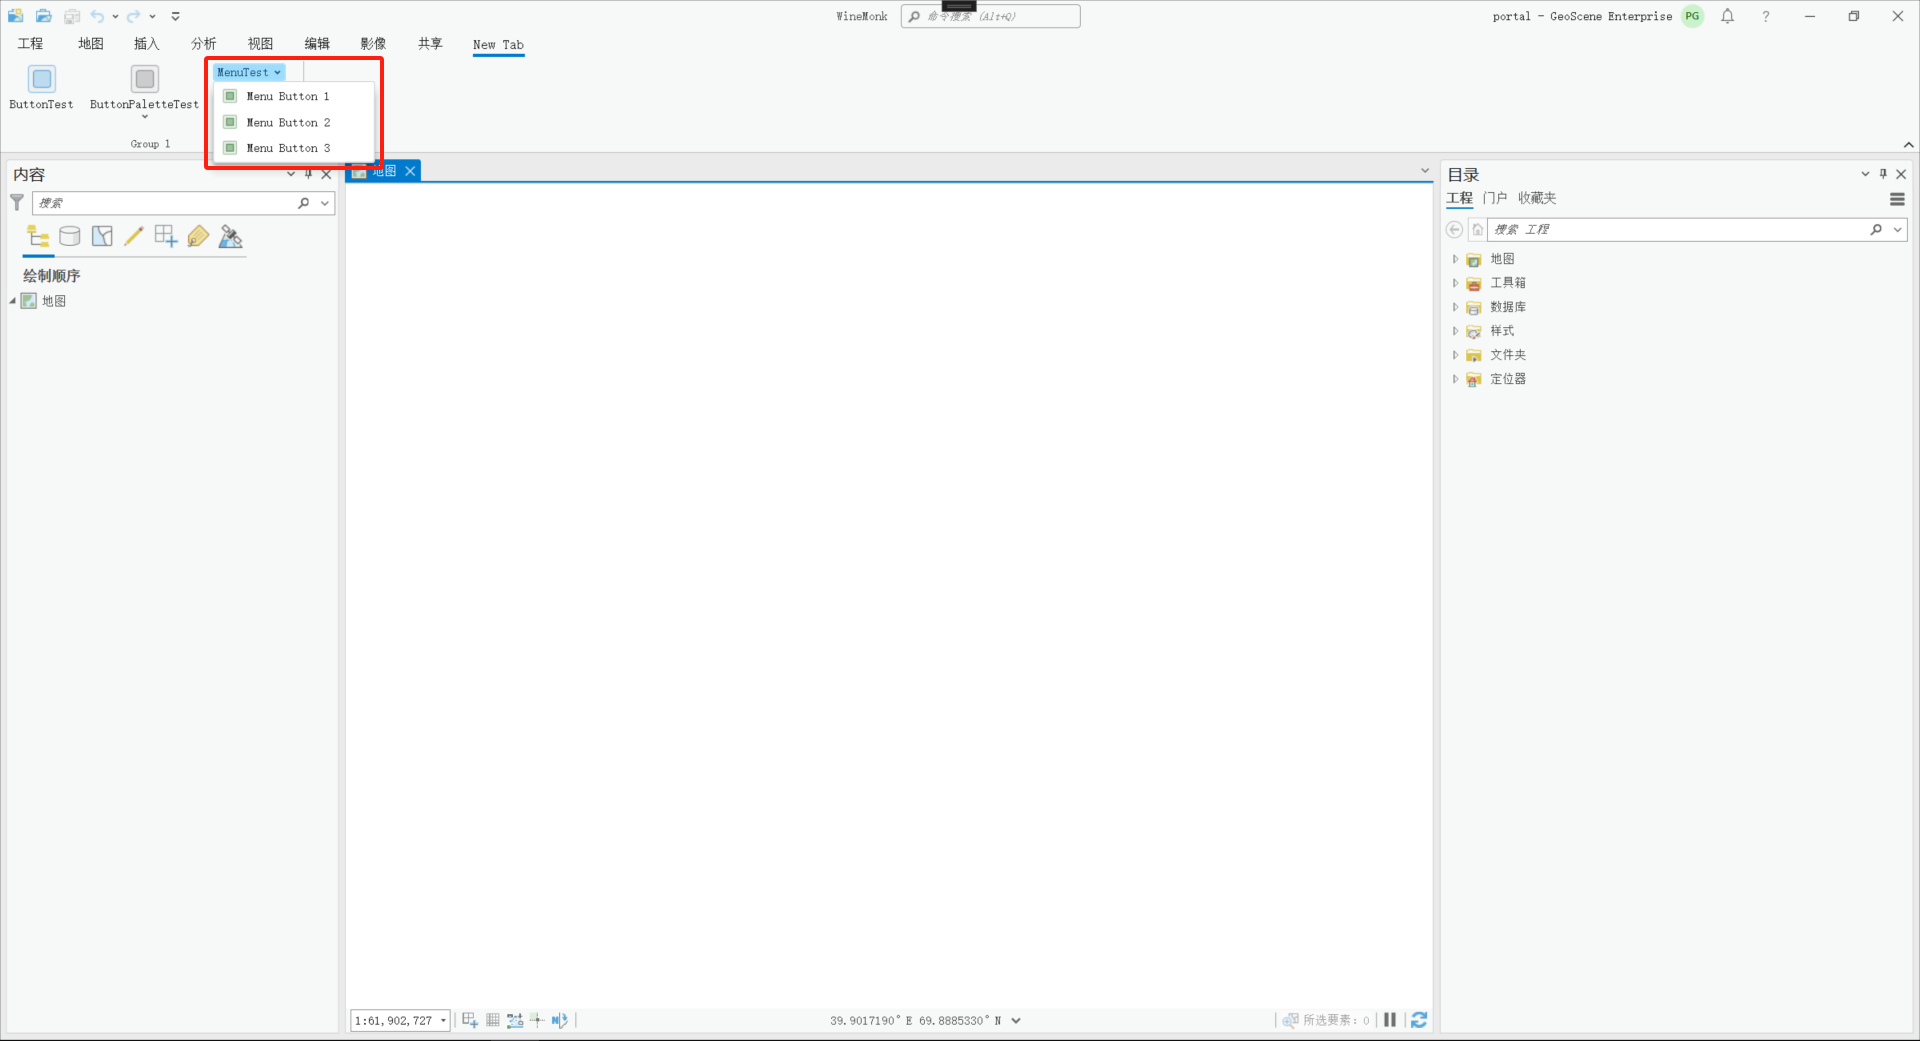 WineMonk
命令搜索 (Alt+Q)
portal - GeoScene Enterprise
PG
工程 地图 插入 分析 视图 编辑 影像 共享 New Tab
ButtonTest
ButtonPaletteTest
Group 1
MenuTest
Menu Button 1
Menu Button 2
Menu Button 3
内容
搜索
绘制顺序
地图
地图
目录
工程 门户 收藏夹
搜索 工程
地图
工具箱
数据库
样式
文件夹
定位器
1:61,902,727
39.9017190°E 69.8885330°N
所选要素: 0